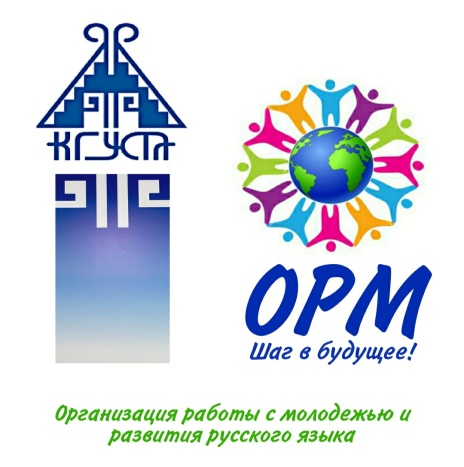 КГУСТА
ОРМ
Шаг в будущее!
Организация работы с молодежью и
развития русского языка